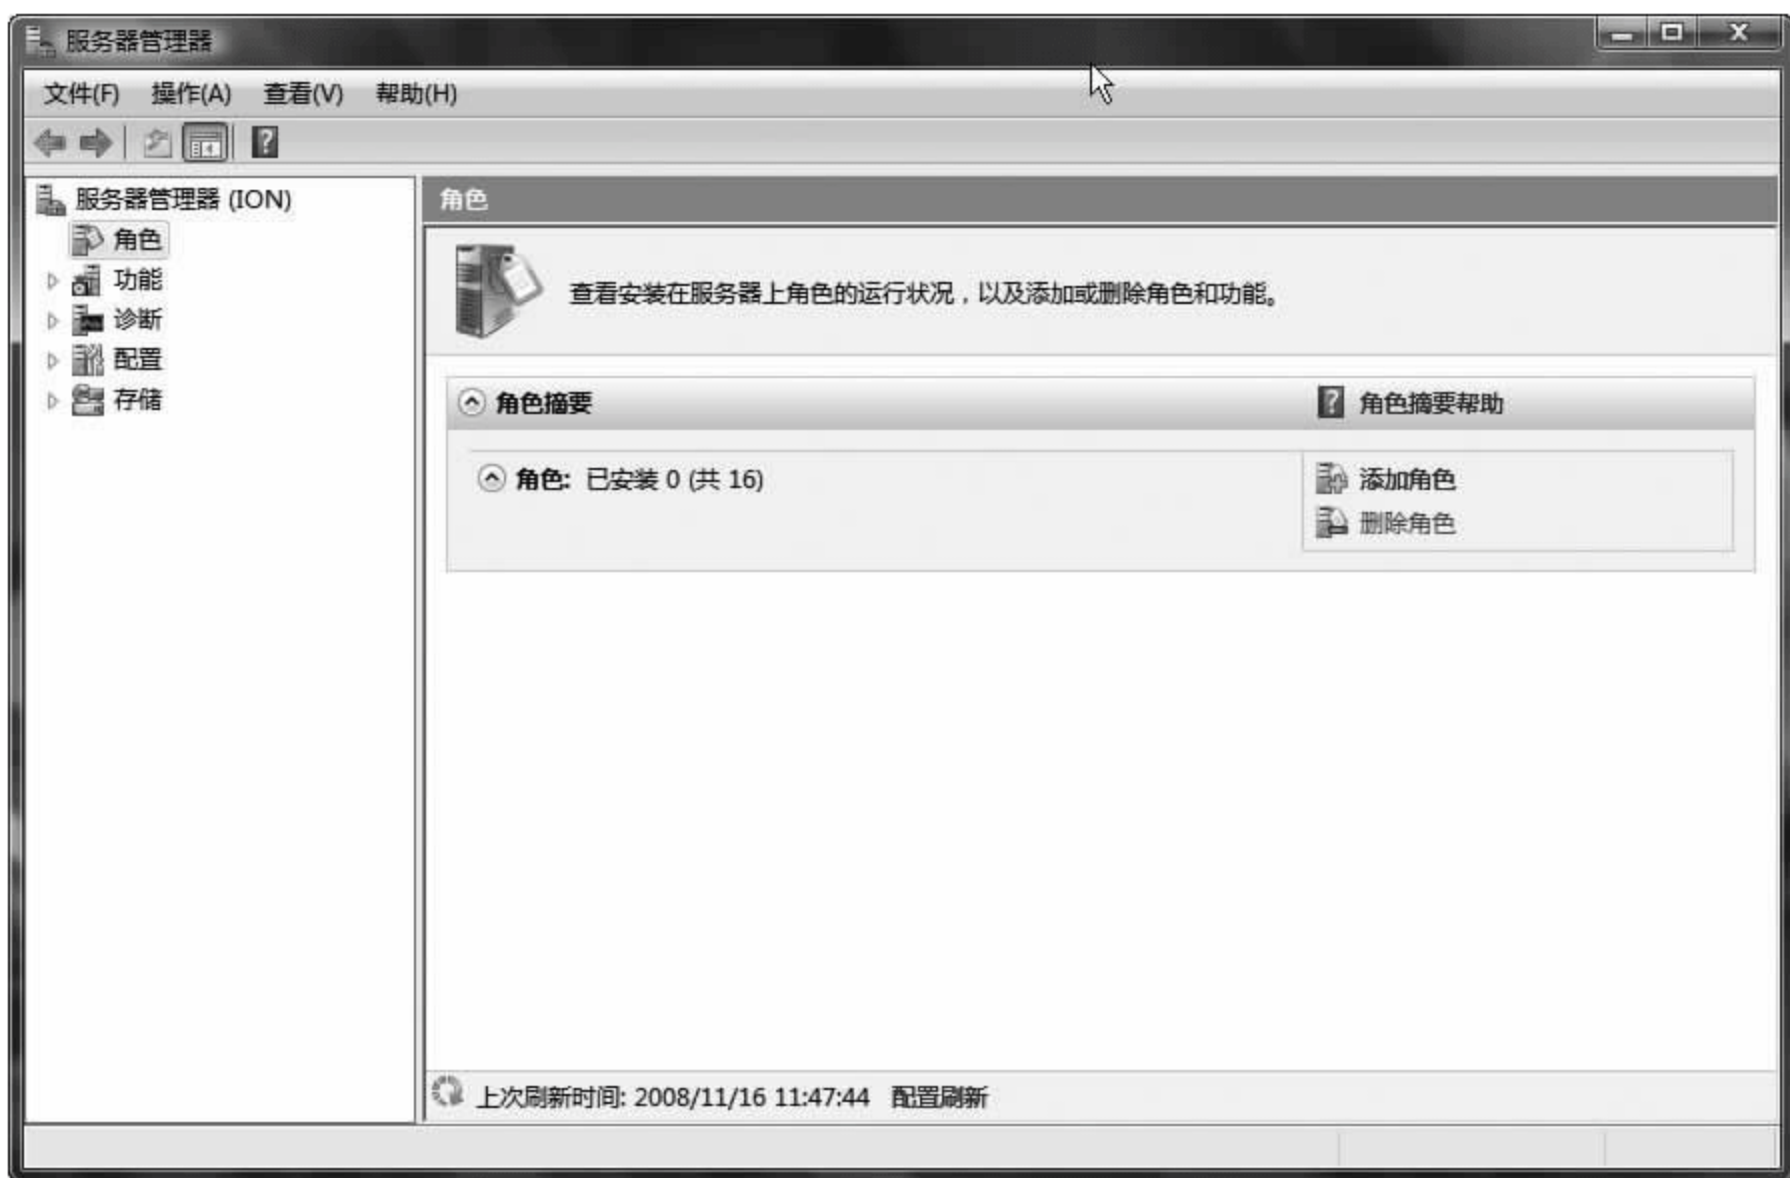 服务器管理器
文件(F) 操作(A) 查看(V) 帮助(H)
服务器管理器 (ION)
角色
功能
诊断
配置
存储
角色
查看安装在服务器上角色的运行状况，以及添加或删除角色和功能。
角色摘要
角色摘要帮助
角色: 已安装 0 (共 16)
添加角色
删除角色
上次刷新时间: 2008/11/16 11:47:44 配置刷新